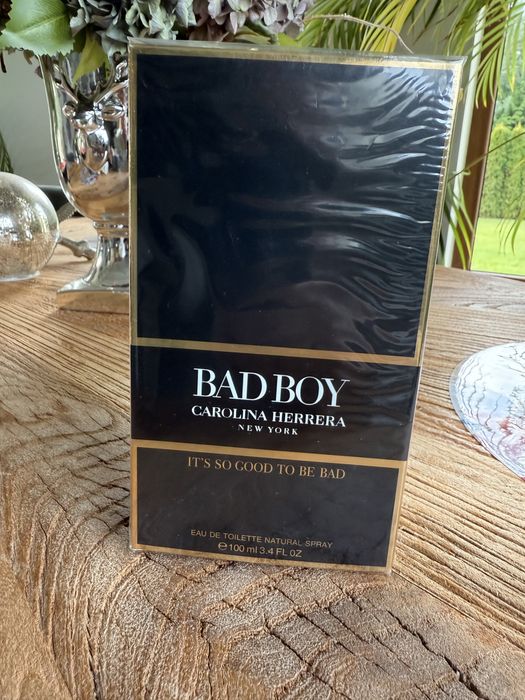 BAD BOY
CAROLINA HERRERA
NEW YORK
IT'S SO GOOD TO BE BAD
EAU DE TOILETTE NATURAL SPRAY
℮ 100 ml 3.4 FL OZ